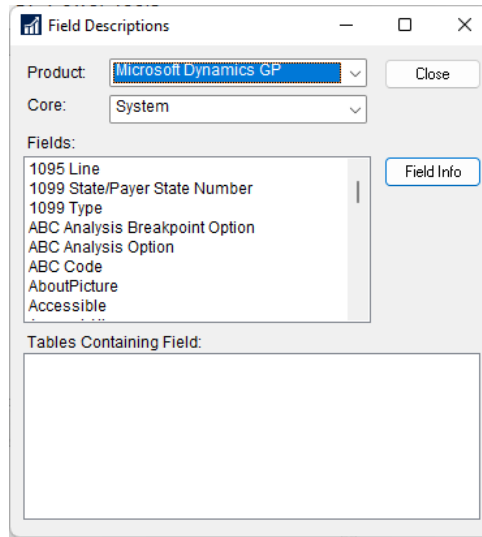 Field Descriptions
Product: Microsoft Dynamics GP Close
Core: System
Fields:
1095 Line
1099 State/Payer State Number
1099 Type
ABC Analysis Breakpoint Option
ABC Analysis Option
ABC Code
AboutPicture
Accessible
Field Info
Tables Containing Field: